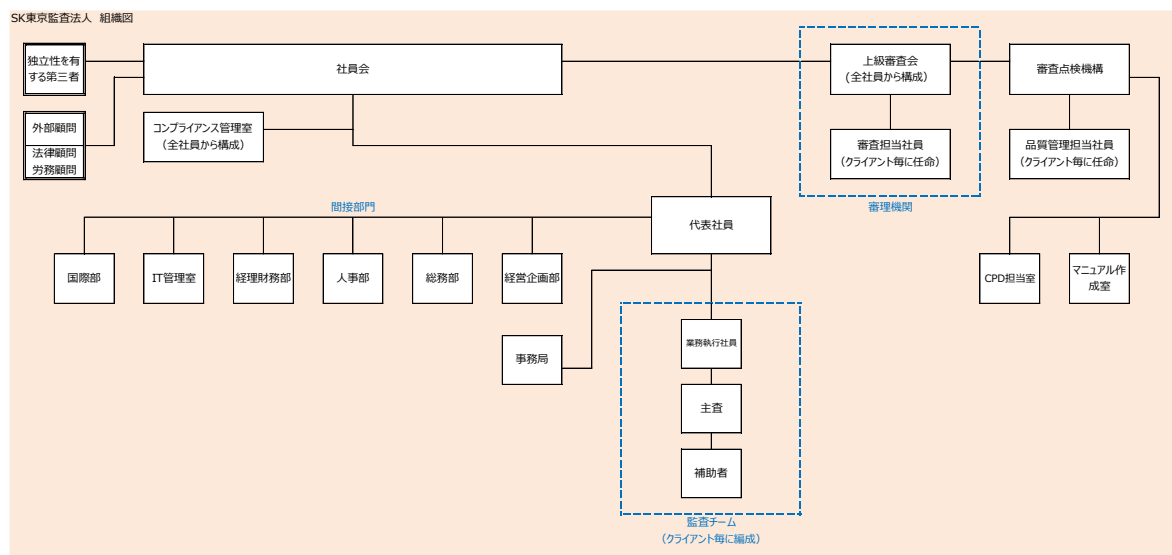 SK東京監査法人 組織図
独立性を有
する第三者
社員会
上級審査会
(全社員から構成)
審査点検機構
外部顧問
法律顧問
労務顧問
コンプライアンス管理室
(全社員から構成)
審査担当社員
(クライアント毎に任命)
品質管理担当社員
(クライアント毎に任命)
審理機関
間接部門
代表社員
国際部
IT管理室
経理財務部
人事部
総務部
経営企画部
CPD担当室
マニュアル作
成室
事務局
業務執行社員
主査
補助者
監査チーム
(クライアント毎に編成)